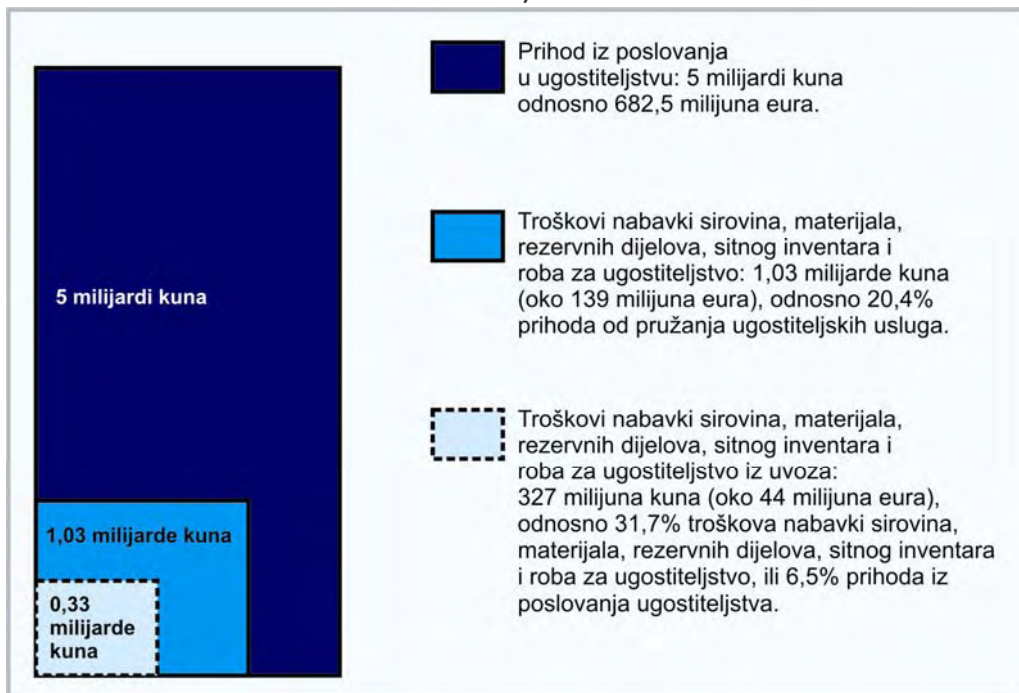 Prihod iz poslovanja
u ugostiteljstvu: 5 milijardi kuna
odnosno 682,5 milijuna eura.
Troškovi nabavki sirovina, materijala,
rezervnih dijelova, sitnog inventara i
roba za ugostiteljstvo: 1,03 milijarde kuna
(oko 139 milijuna eura), odnosno 20,4%
prihoda od pružanja ugostiteljskih usluga.
Troškovi nabavki sirovina, materijala,
rezervnih dijelova, sitnog inventara i
roba za ugostiteljstvo iz uvoza:
327 milijuna kuna (oko 44 milijuna eura),
odnosno 31,7% troškova nabavki sirovina,
materijala, rezervnih dijelova, sitnog inventara
i roba za ugostiteljstvo, ili 6,5% prihoda iz
poslovanja ugostiteljstva.
5 milijardi kuna
1,03 milijarde kuna
0,33
milijarde
kuna